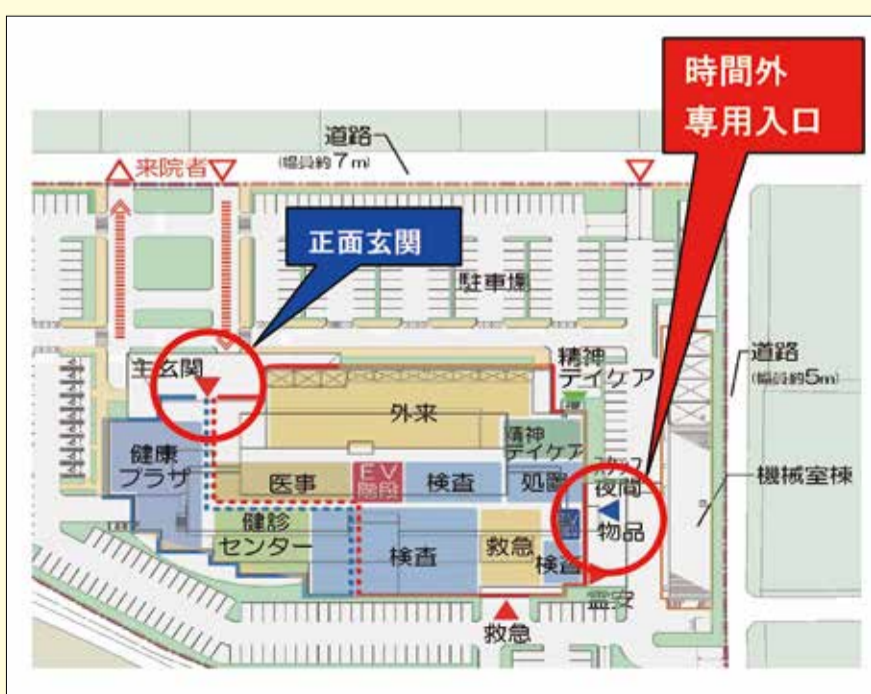 時間外
専用入口
道路
(幅員約7m)
来院者
正面玄関
駐車場
主玄関
精神
デイケア
道路
(幅員約5m)
外来
健康
プラザ
精神
デイケア
医事
EV
階段
検査
処置
スタッフ
夜間
物品
機械室棟
健診
センター
検査
救急
検査
霊安
救急